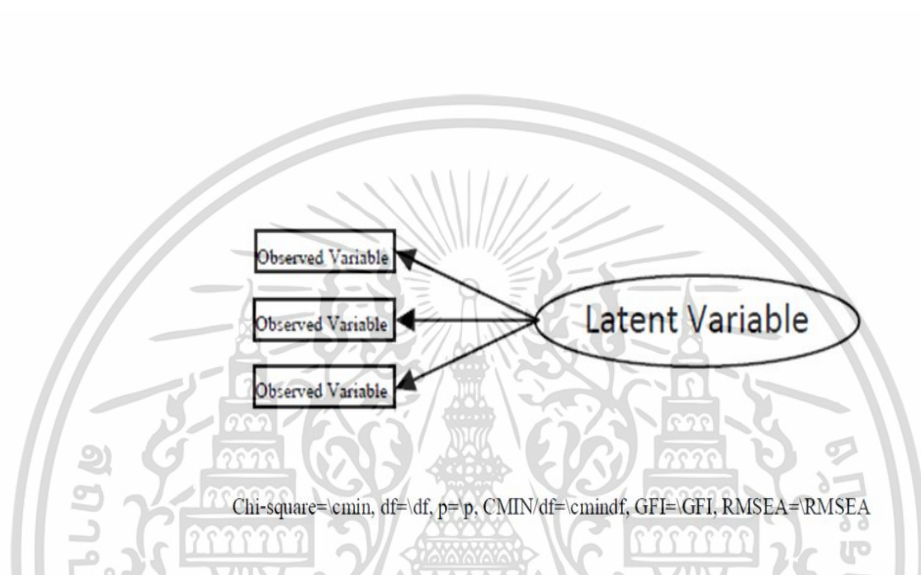 Observed Variable
Observed Variable
Latent Variable
Observed Variable
Chi-square=\cmin, df=\df, p=\p, CMIN/df=\cmindf, GFI=\GFI, RMSEA=\RMSEA